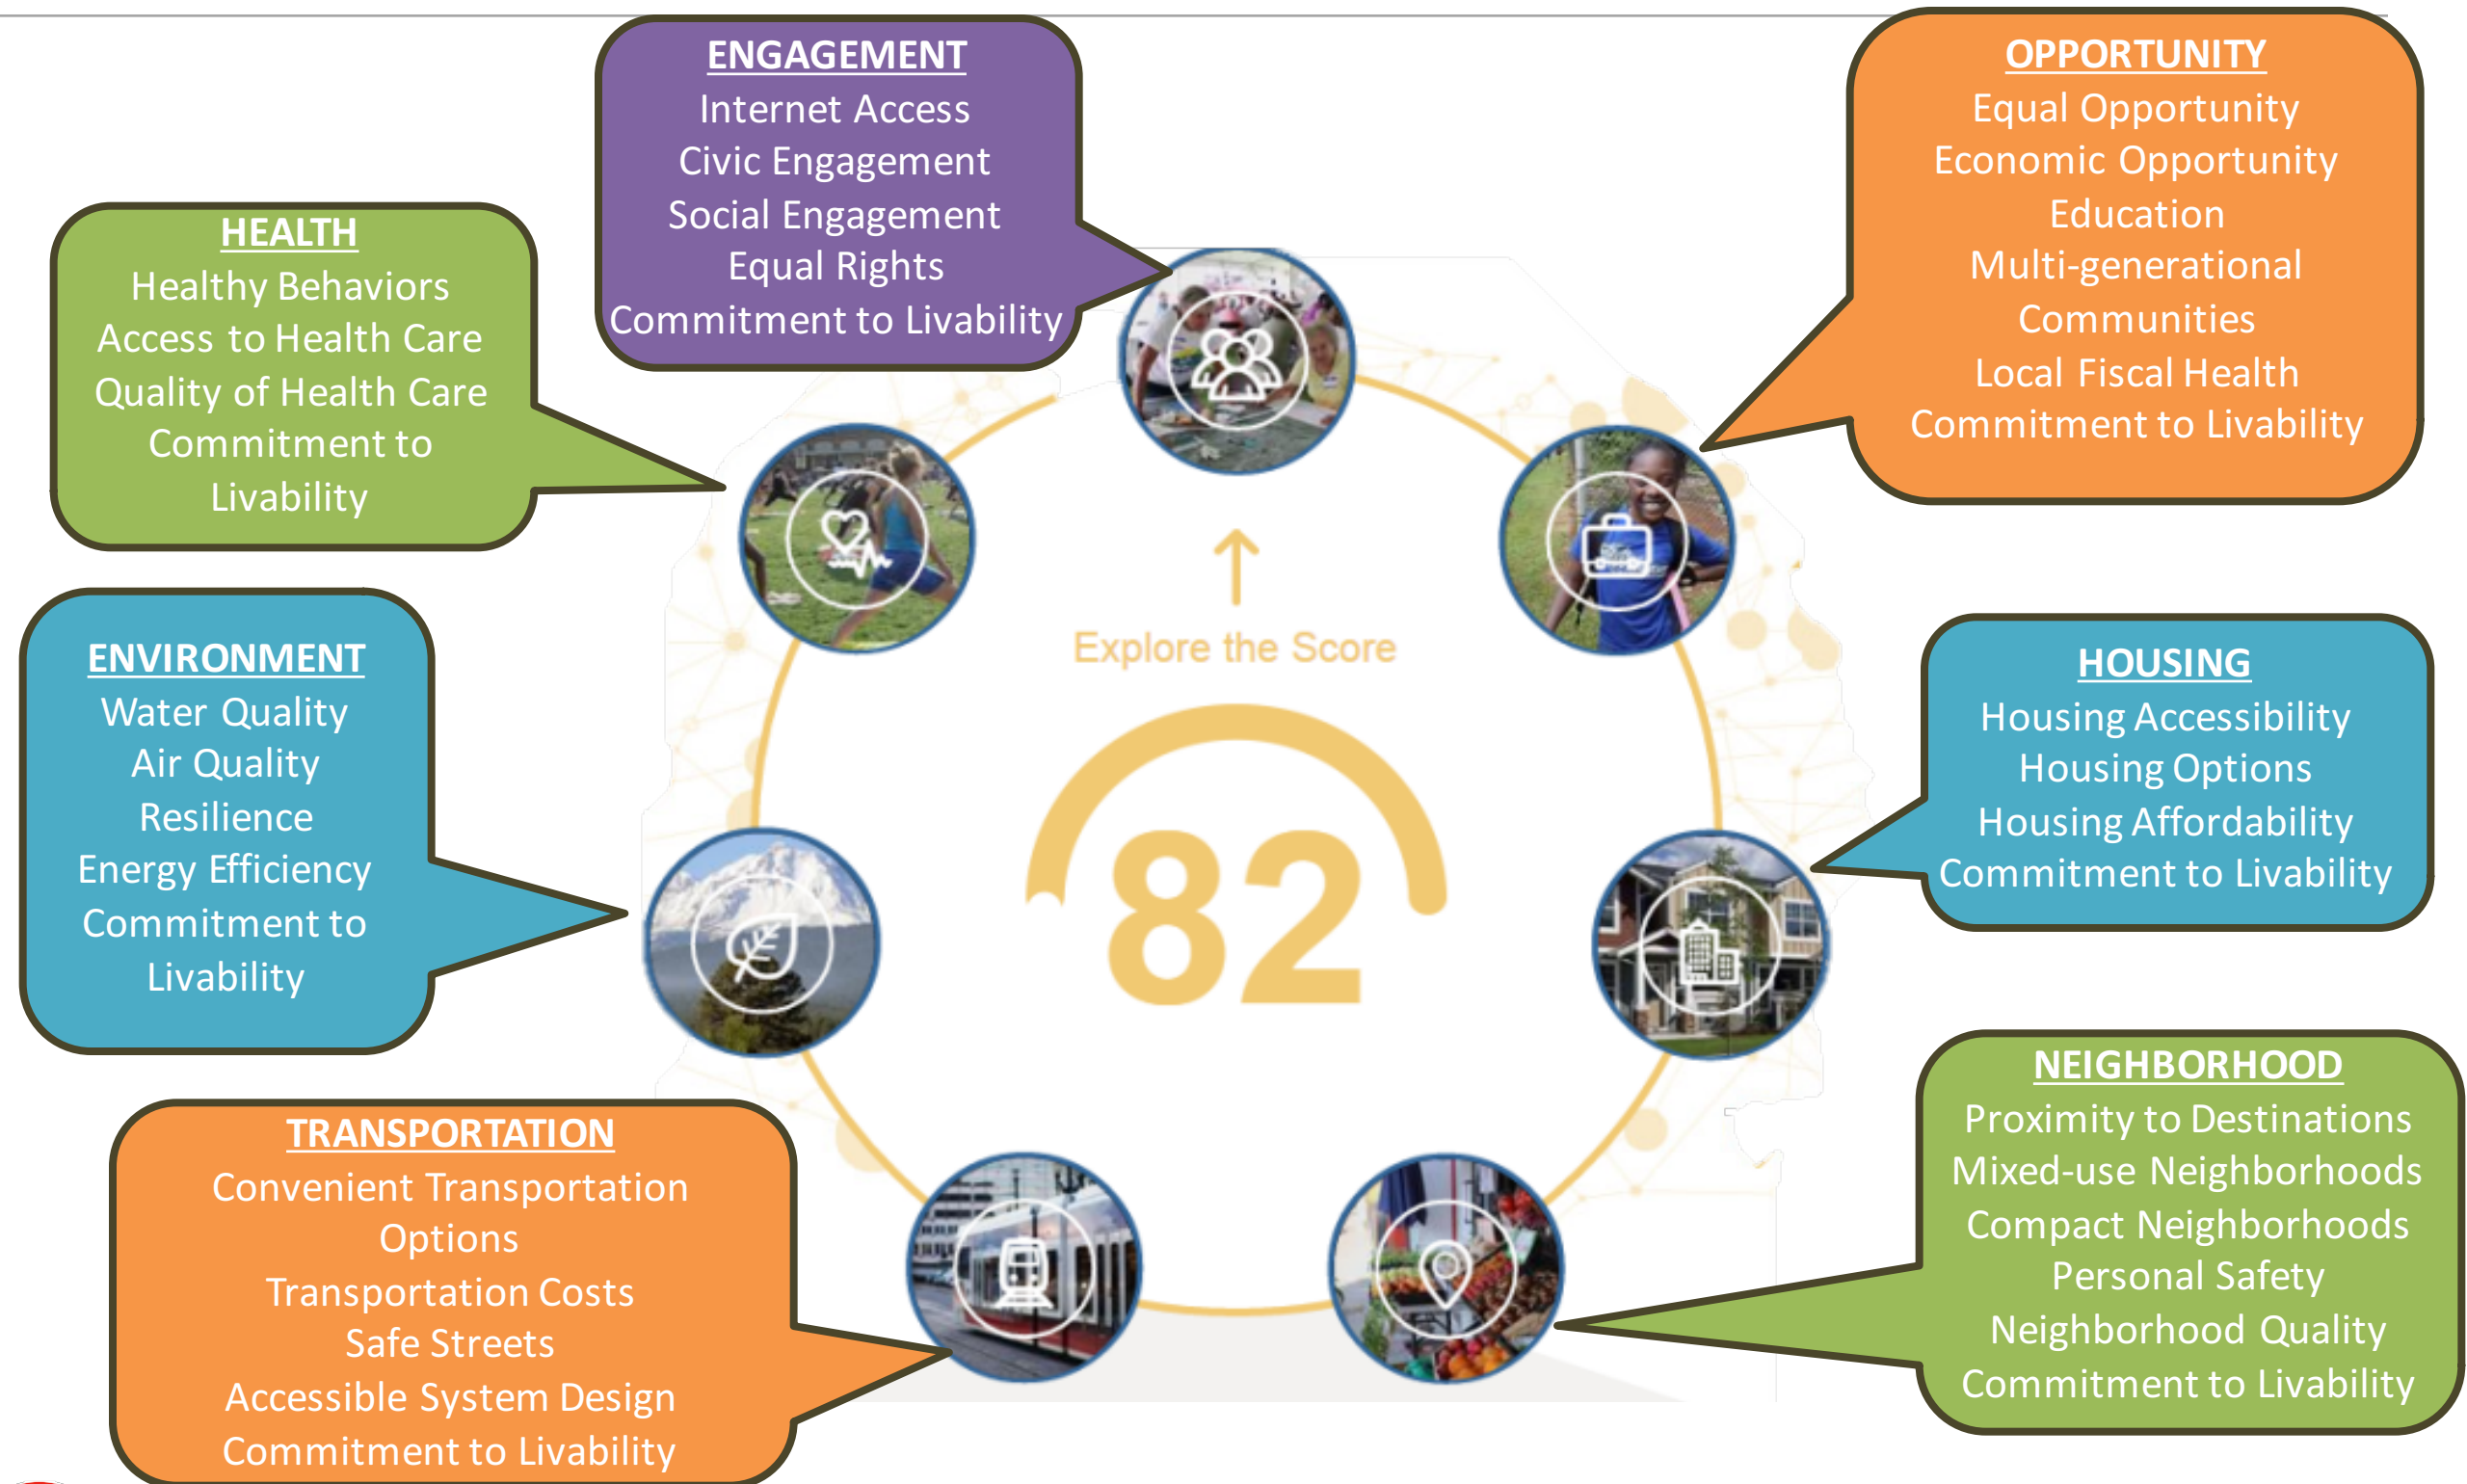 ENGAGEMENT
Internet Access
Civic Engagement
Social Engagement
Equal Rights
Commitment to Livability
OPPORTUNITY
Equal Opportunity
Economic Opportunity
Education
Multi-generational
Communities
Local Fiscal Health
Commitment to Livability
HEALTH
Healthy Behaviors
Access to Health Care
Quality of Health Care
Commitment to
Livability
Explore the Score
82
ENVIRONMENT
Water Quality
Air Quality
Resilience
Energy Efficiency
Commitment to
Livability
HOUSING
Housing Accessibility
Housing Options
Housing Affordability
Commitment to Livability
TRANSPORTATION
Convenient Transportation
Options
Transportation Costs
Safe Streets
Accessible System Design
Commitment to Livability
NEIGHBORHOOD
Proximity to Destinations
Mixed-use Neighborhoods
Compact Neighborhoods
Personal Safety
Neighborhood Quality
Commitment to Livability